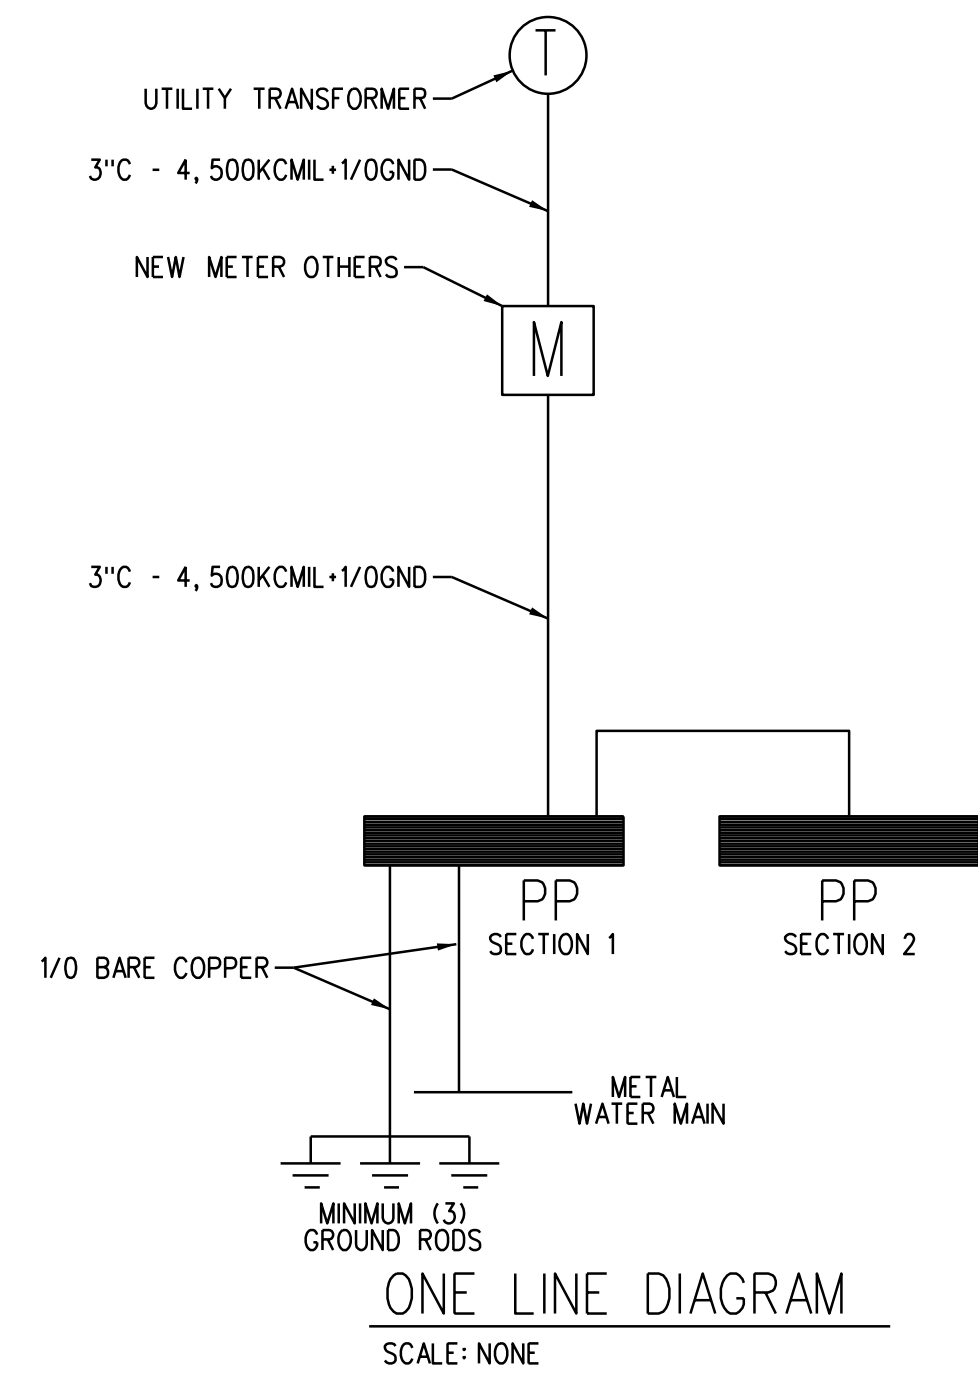 T
UTILITY TRANSFORMER
3"C - 4, 500KCMIL+1/0GND
NEW METER OTHERS
M
3"C - 4, 500KCMIL+1/0GND
PP
SECTION 1
PP
SECTION 2
1/0 BARE COPPER
METAL
WATER MAIN
MINIMUM (3)
GROUND RODS
ONE LINE DIAGRAM
SCALE: NONE